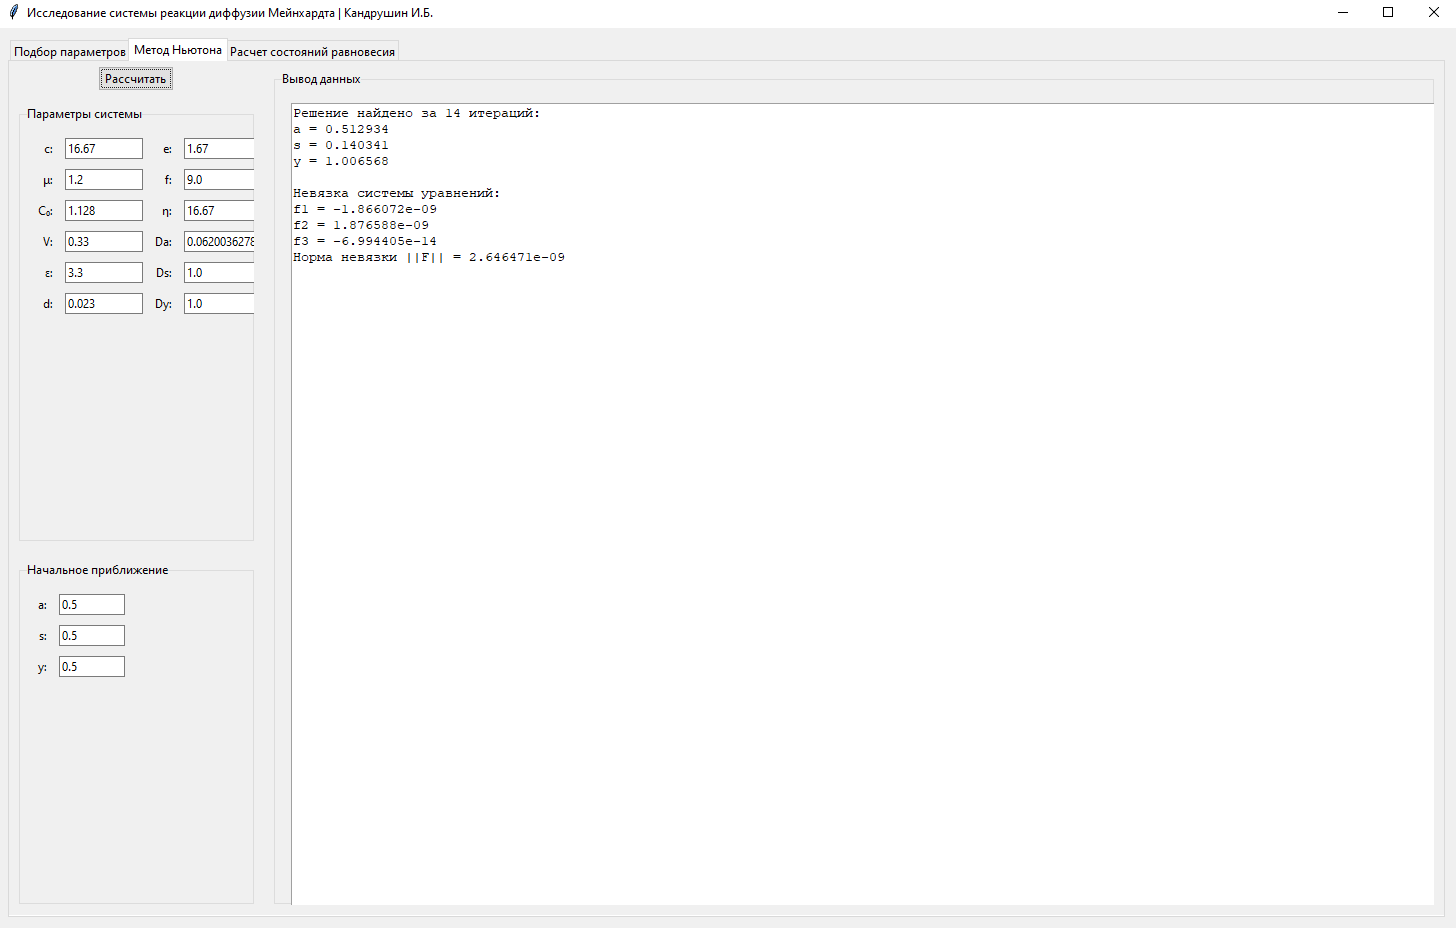 Исследование системы реакции диффузии Мейнхардта | Кандрушин И.Б.
Подбор параметров Метод Ньютона Расчет состояний равновесия
Рассчитать
Параметры системы
c: 16.67 e: 1.67
μ: 1.2 f: 9.0
C₀: 1.128 η: 16.67
V: 0.33 Da: 0.0620036278
ε: 3.3 Ds: 1.0
d: 0.023 Dy: 1.0
Начальное приближение
a: 0.5
s: 0.5
y: 0.5
Вывод данных
Решение найдено за 14 итераций:
a = 0.512934
s = 0.140341
y = 1.006568
Невязка системы уравнений:
f1 = -1.866072e-09
f2 = 1.876588e-09
f3 = -6.994405e-14
Норма невязки ||F|| = 2.646471e-09